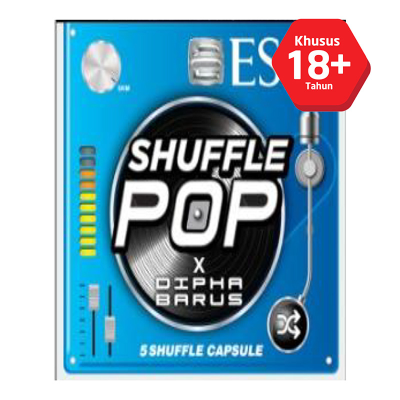 Khusus
18+
Tahun
ES
SHUFFLE
POP
X
DIPHA
BARUS
5 SHUFFLE CAPSULE